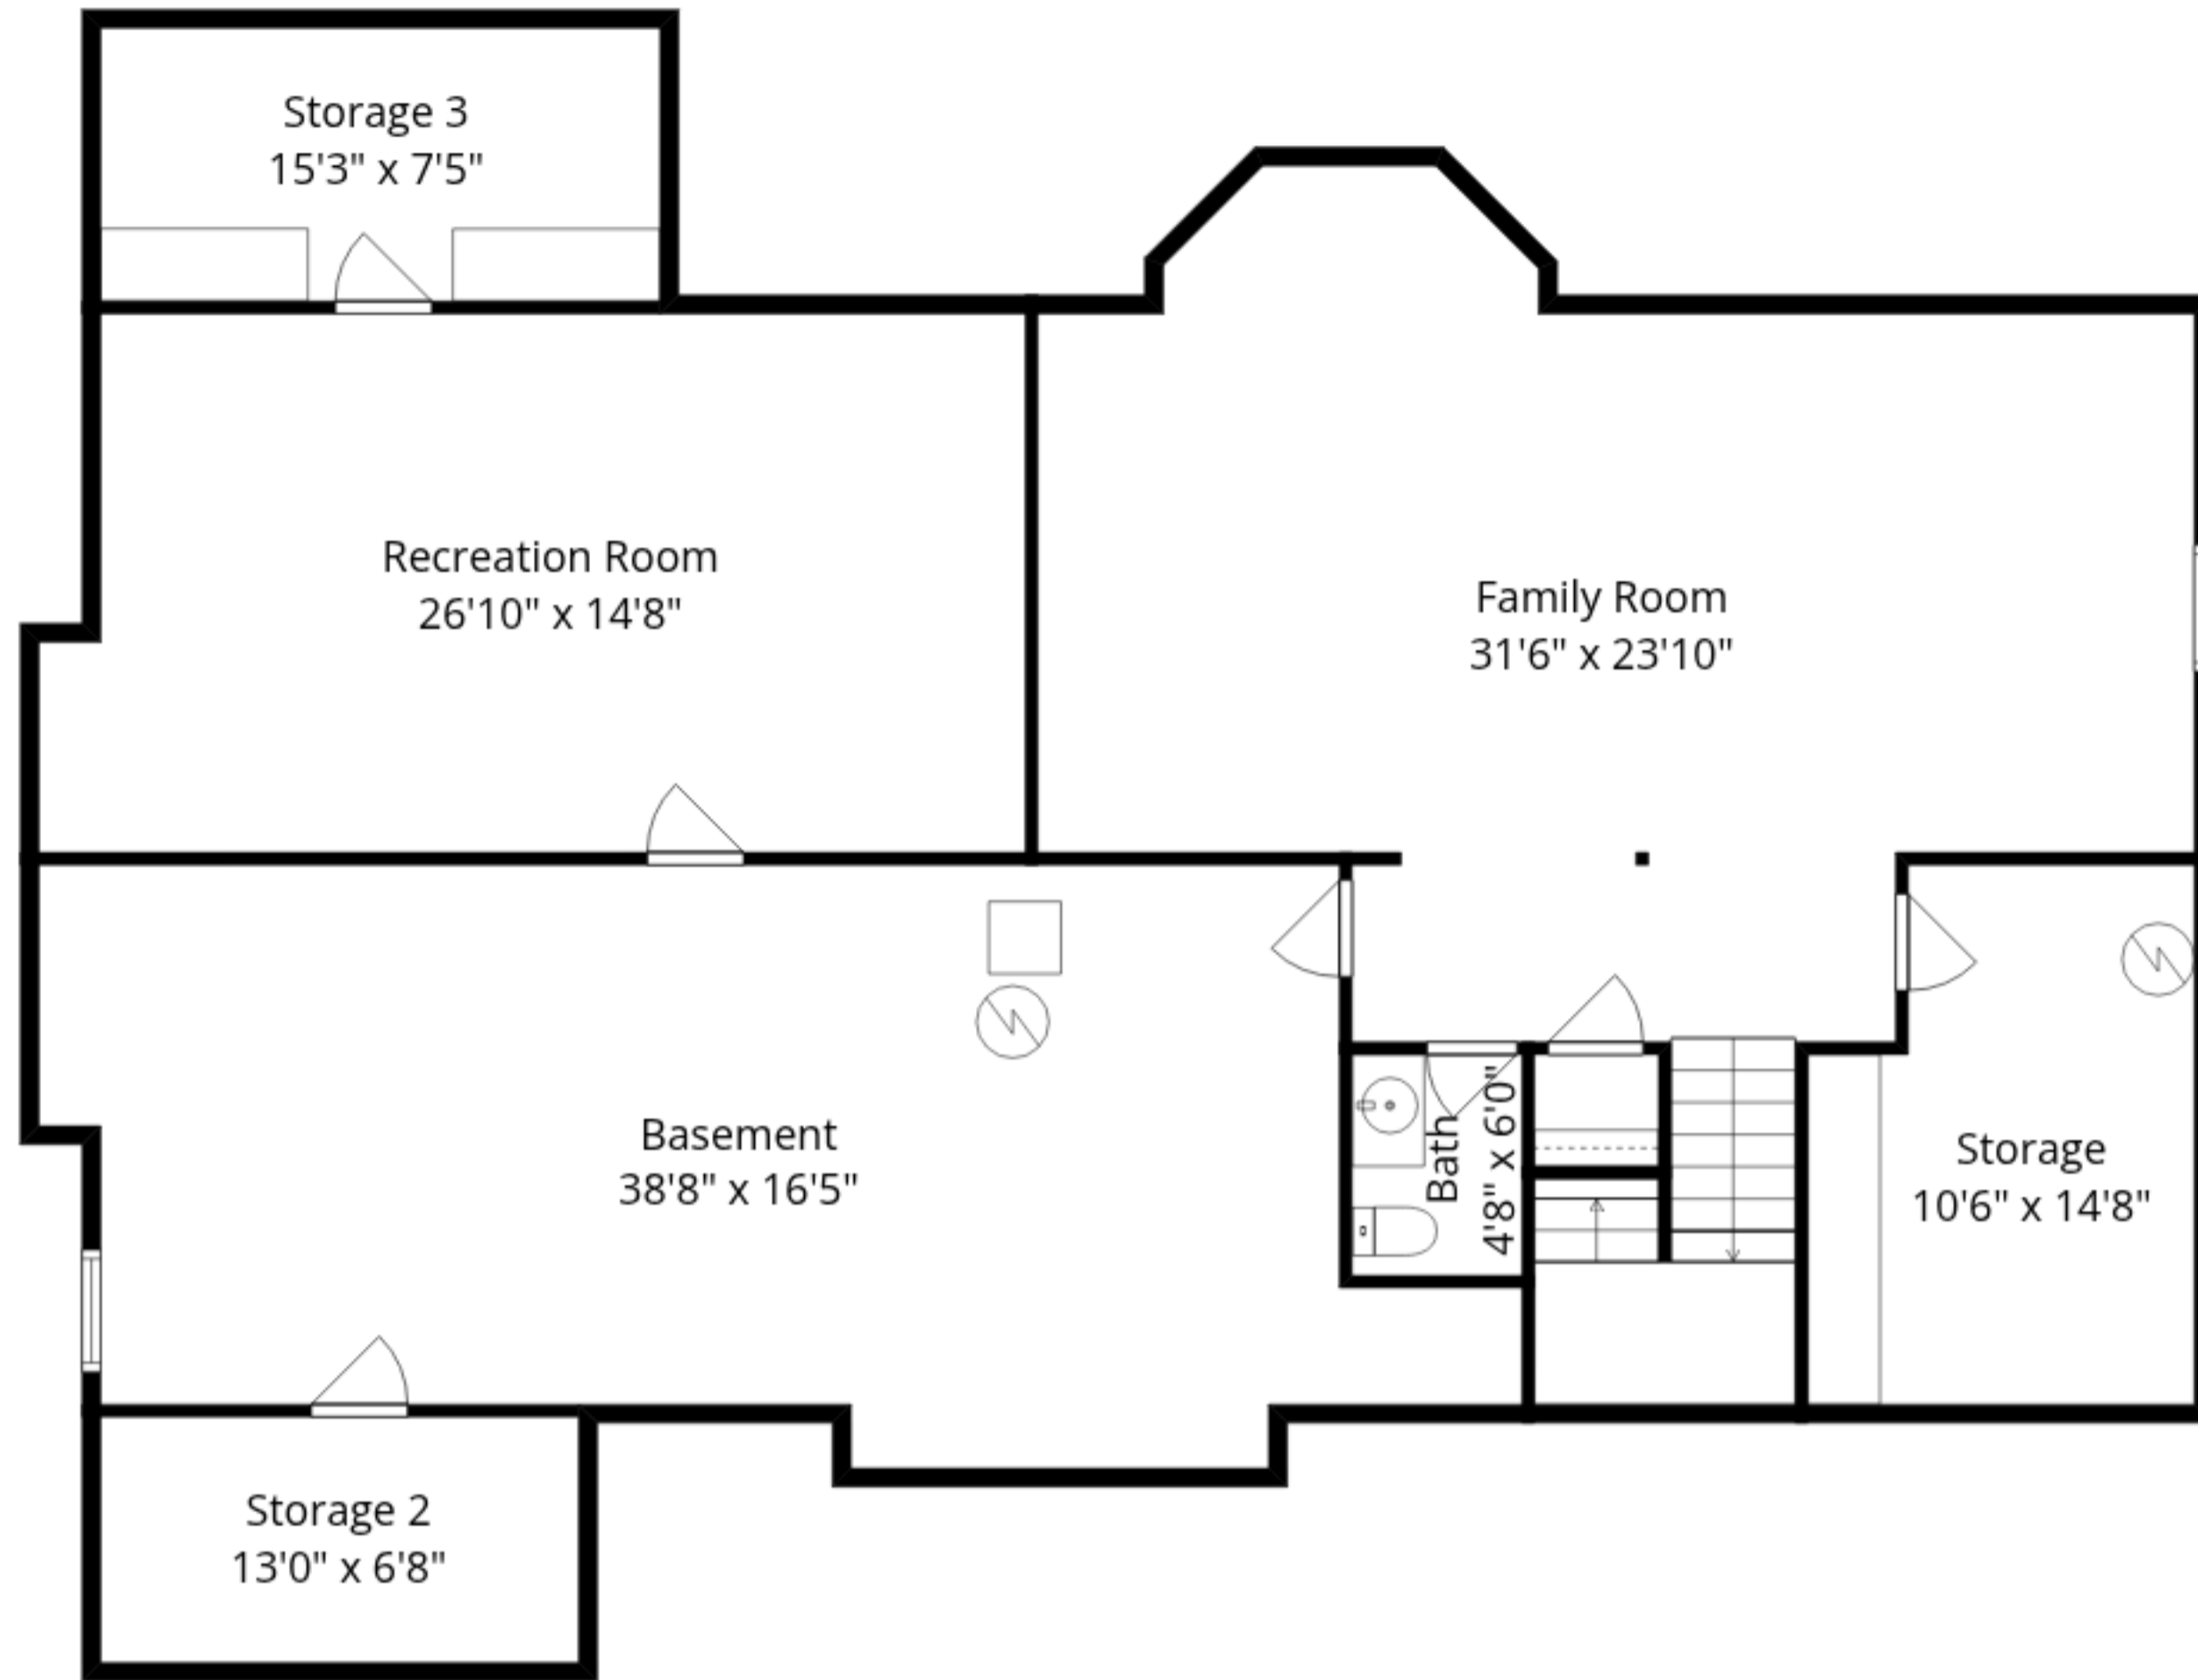 Storage 3
15'3" x 7'5"
Recreation Room
26'10" x 14'8"
Family Room
31'6" x 23'10"
Basement
38'8" x 16'5"
Bath
4'8" x 6'0"
Storage
10'6" x 14'8"
Storage 2
13'0" x 6'8"